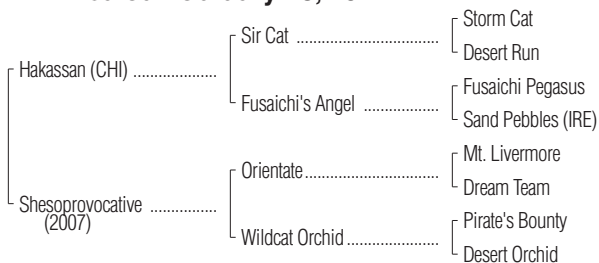 Storm Cat
Sir Cat ..................................
Desert Run
Hakassan (CHI) .........................
Fusaichi Pegasus
Fusaichi's Angel ......................
Sand Pebbles (IRE)
Mt. Livermore
Orientate ................................
Dream Team
Shesoprovocative ....................
(2007)
Pirate's Bounty
Wildcat Orchid .........................
Desert Orchid